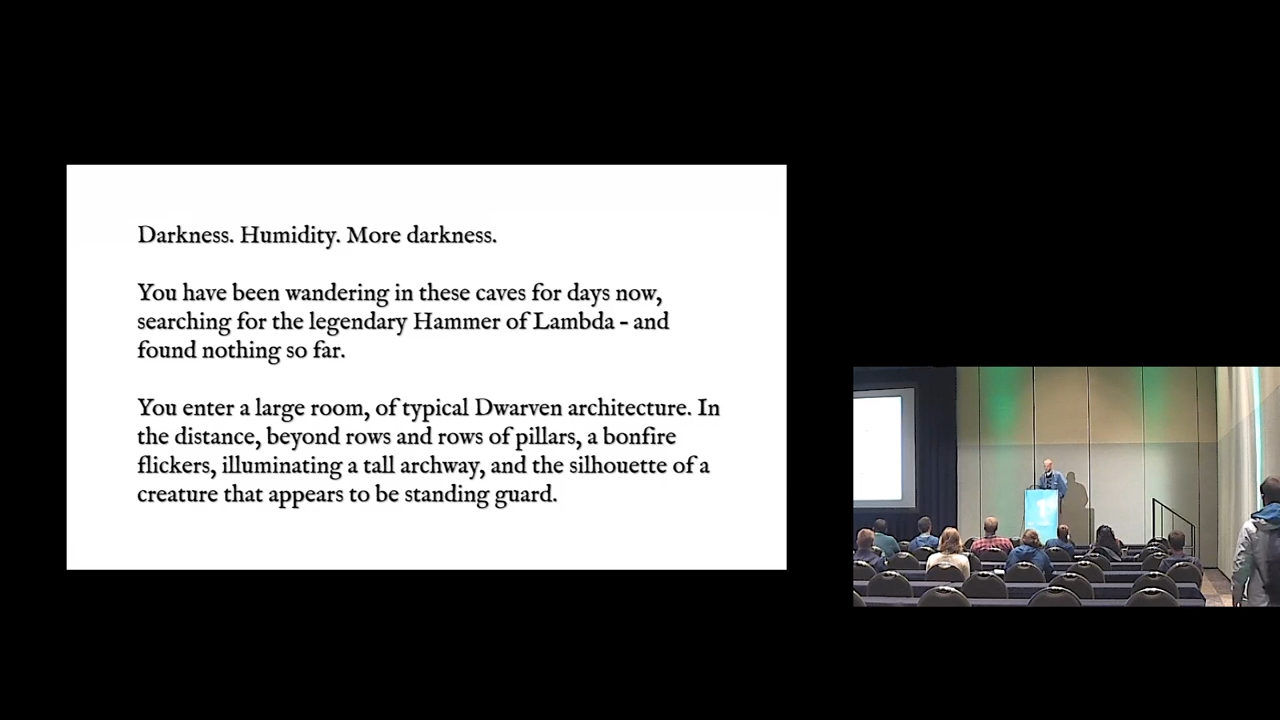 Darkness. Humidity. More darkness.
You have been wandering in these caves for days now,
searching for the legendary Hammer of Lambda - and
found nothing so far.
You enter a large room, of typical Dwarven architecture. In
the distance, beyond rows and rows of pillars, a bonfire
flickers, illuminating a tall archway, and the silhouette of a
creature that appears to be standing guard.